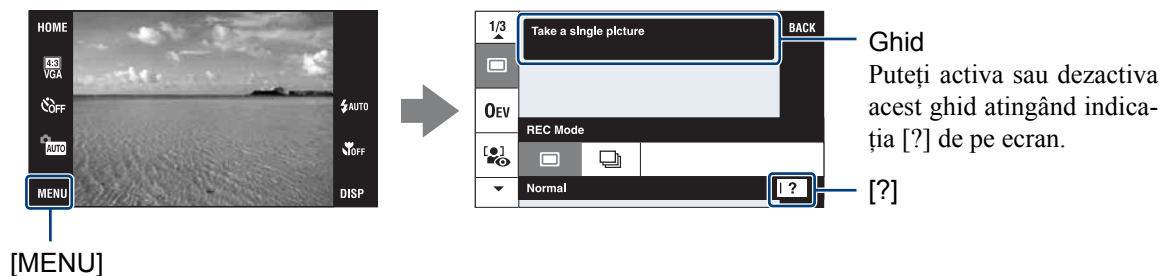 HOME
4:3
VGA
OFF
AUTO
MENU
AUTO
OFF
DISP
[MENU]
1/3
Take a single picture
BACK
0EV
REC Mode
Normal
?
Ghid
Puteți activa sau dezactiva
acest ghid atingând indica-
ția [?] de pe ecran.
[?]